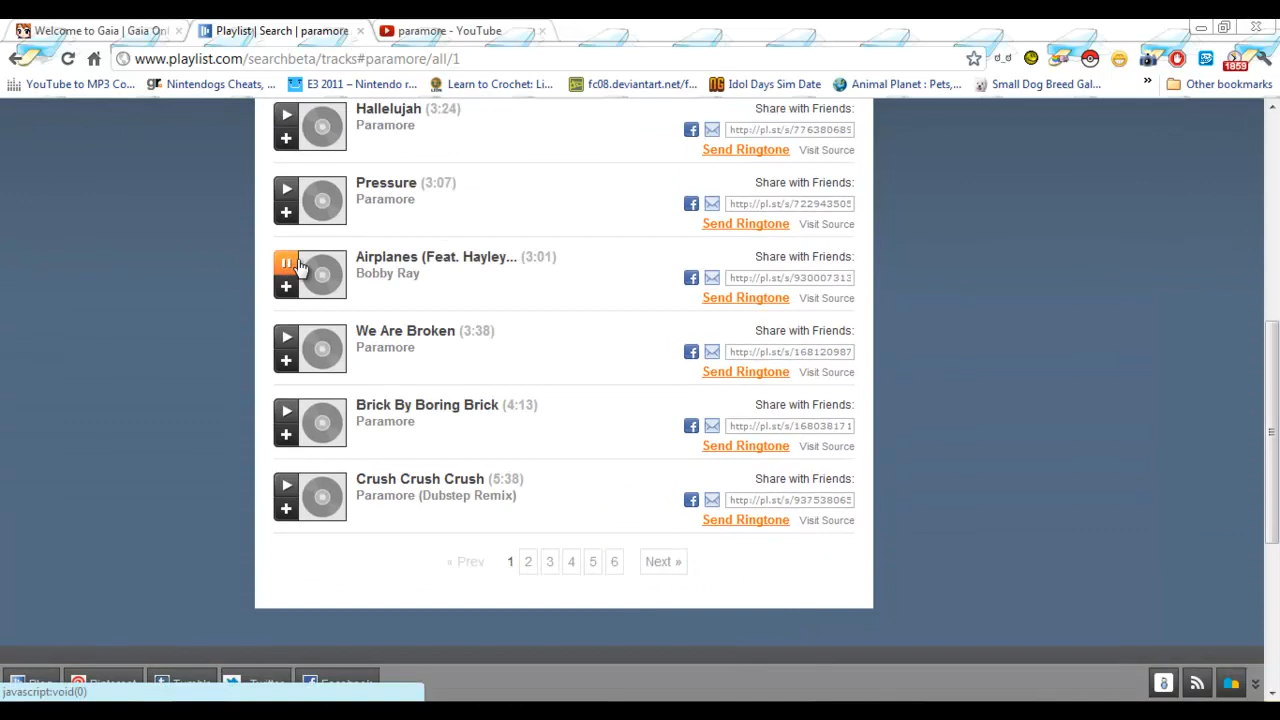 Welcome to Gaia | Gaia Onl
Playlist | Search | paramore
paramore - YouTube
www.playlist.com/searchbeta/tracks#paramore/all/1
1059
YouTube to MP3 Co...
Nintendogs Cheats, ...
E3 2011 – Nintendo r...
Learn to Crochet: Li...
fc08.deviantart.net/f...
Idol Days Sim Date
Animal Planet : Pets,...
Small Dog Breed Gal...
Other bookmarks
Hallelujah (3:24)
Paramore
Share with Friends:
http://pl.st/s/776380689
Send Ringtone Visit Source
Pressure (3:07)
Paramore
Share with Friends:
http://pl.st/s/722943505
Send Ringtone Visit Source
Airplanes (Feat. Hayley... (3:01)
Bobby Ray
Share with Friends:
http://pl.st/s/930007313
Send Ringtone Visit Source
We Are Broken (3:38)
Paramore
Share with Friends:
http://pl.st/s/168120987
Send Ringtone Visit Source
Brick By Boring Brick (4:13)
Paramore
Share with Friends:
http://pl.st/s/168038171
Send Ringtone Visit Source
Crush Crush Crush (5:38)
Paramore (Dubstep Remix)
Share with Friends:
http://pl.st/s/937538065
Send Ringtone Visit Source
« Prev 1 2 3 4 5 6 Next »
Blog Pinterest Tumblr Twitter Facebook
javascript:void(0)